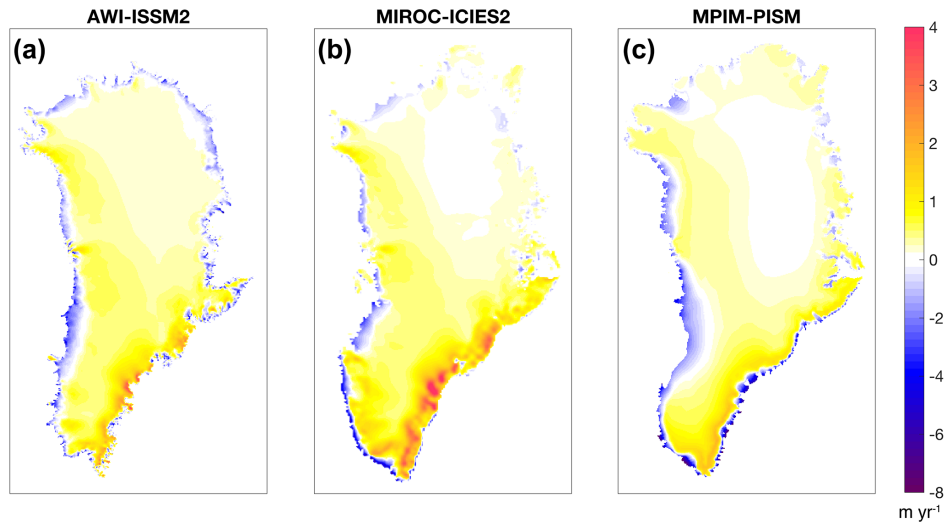 AWI-ISSM2
MIROC-ICIES2
MPIM-PISM
(a)
(b)
(c)
4
3
2
1
0
-2
-4
-6
-8
m yr-1